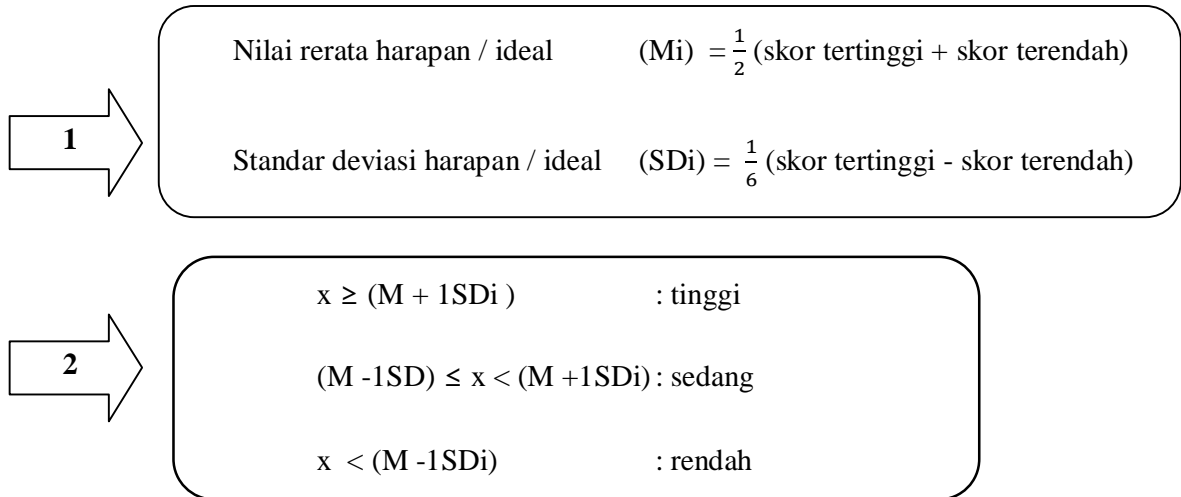 Nilai rerata harapan / ideal (Mi) = 1/2 (skor tertinggi + skor terendah)
1
Standar deviasi harapan / ideal (SDi) = 1/6 (skor tertinggi - skor terendah)
x ≥ (M + 1SDi ) : tinggi
2
(M -1SD) ≤ x < (M +1SDi) : sedang
x < (M -1SDi) : rendah